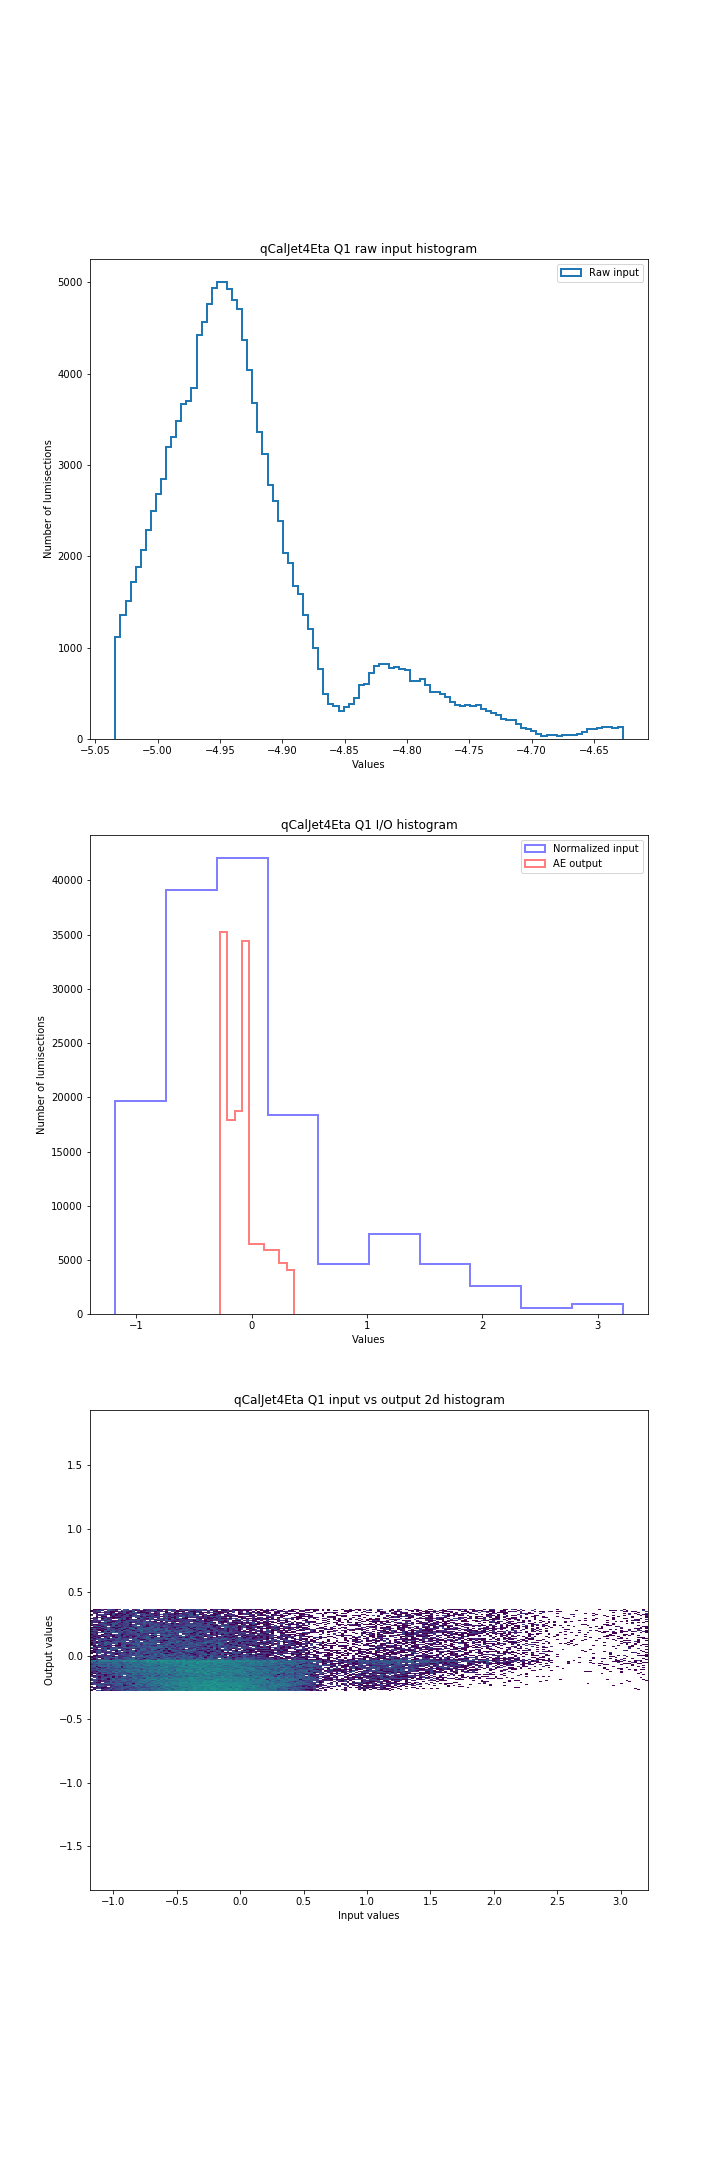 qCalJet4Eta Q1 raw input histogram
Raw input
5000
4000
3000
2000
1000
0
Number of lumisections
−5.05 −5.00 −4.95 −4.90 −4.85 −4.80 −4.75 −4.70 −4.65
Values
qCalJet4Eta Q1 I/O histogram
Normalized input
AE output
40000
35000
30000
25000
20000
15000
10000
5000
0
Number of lumisections
−1 0 1 2 3
Values
qCalJet4Eta Q1 input vs output 2d histogram
1.5
1.0
0.5
0.0
−0.5
−1.0
−1.5
Output values
−1.0 −0.5 0.0 0.5 1.0 1.5 2.0 2.5 3.0
Input values